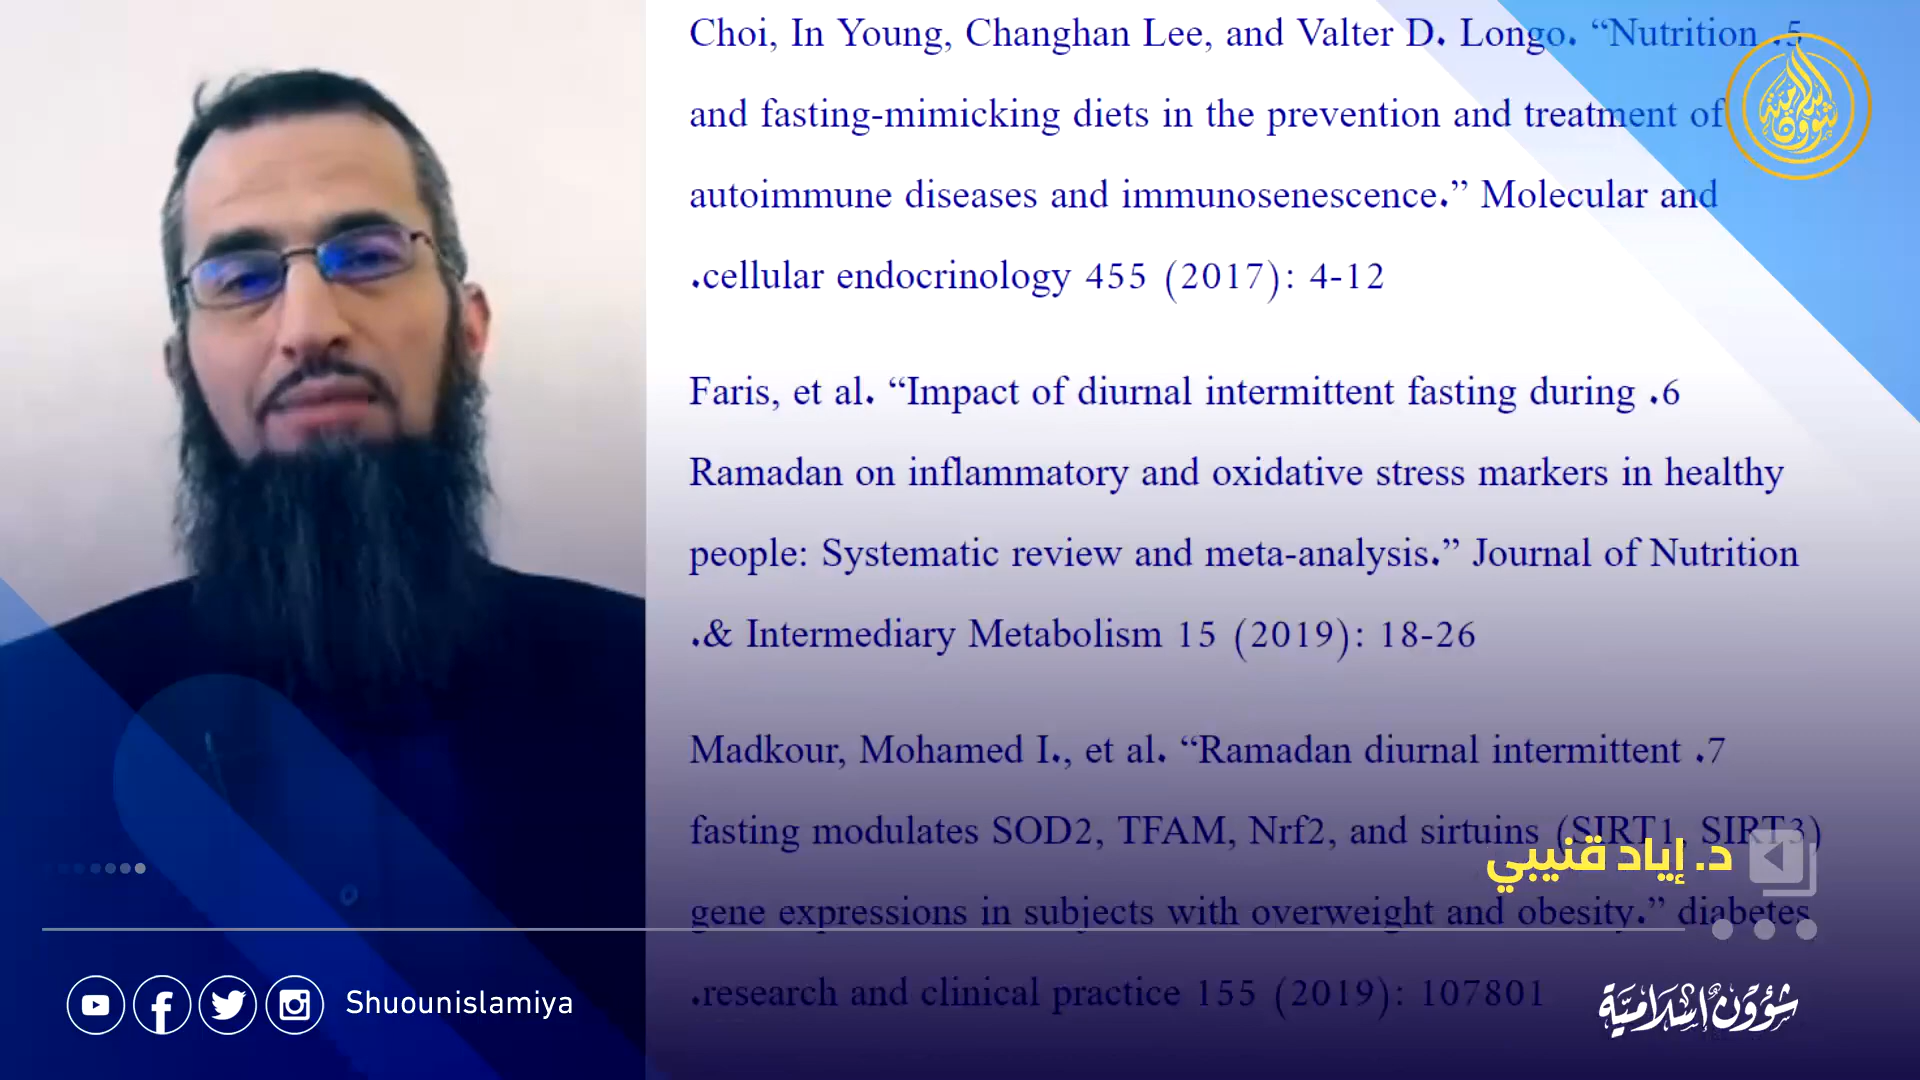 Choi, In Young, Changhan Lee, and Valter D. Longo. “Nutrition .5
and fasting-mimicking diets in the prevention and treatment of
autoimmune diseases and immunosenescence.” Molecular and
.cellular endocrinology 455 (2017): 4-12
Faris, et al. “Impact of diurnal intermittent fasting during .6
Ramadan on inflammatory and oxidative stress markers in healthy
people: Systematic review and meta-analysis.” Journal of Nutrition
.& Intermediary Metabolism 15 (2019): 18-26
Madkour, Mohamed I., et al. “Ramadan diurnal intermittent .7
fasting modulates SOD2, TFAM, Nrf2, and sirtuins (SIRT1, SIRT3)
gene expressions in subjects with overweight and obesity.” diabetes
.research and clinical practice 155 (2019): 107801
د. إياد قنيبي
Shuounislamiya
شؤون إسلامية
شؤون إسلامية